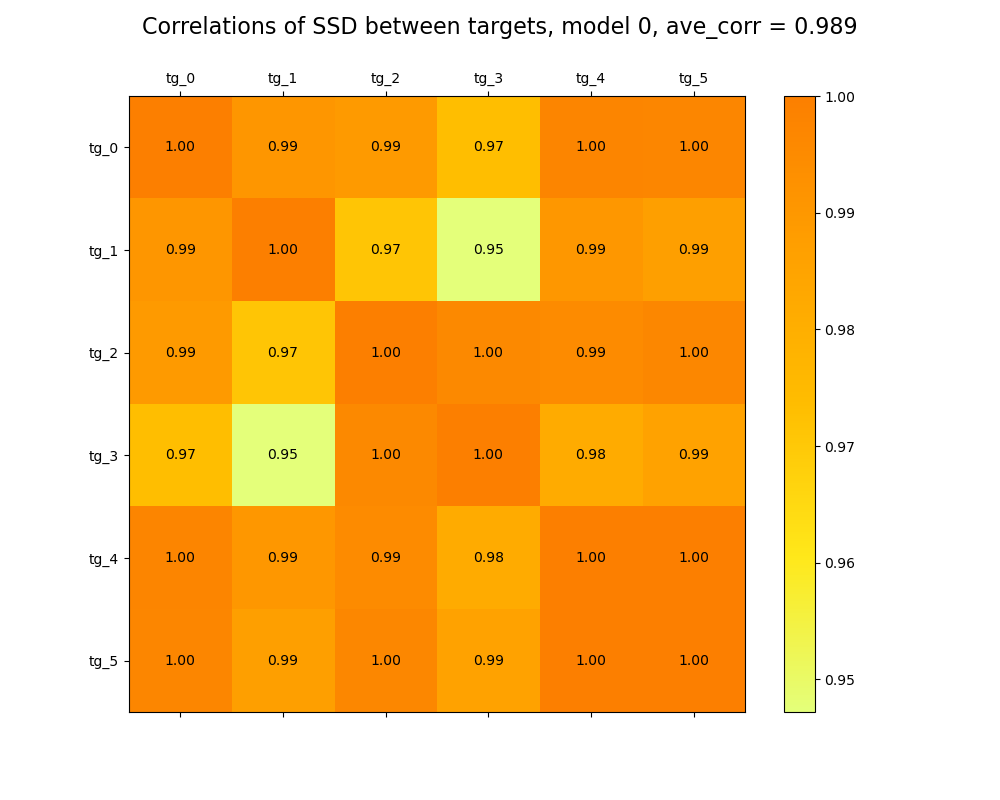 Correlations of SSD between targets, model 0, ave_corr = 0.989
tg_0 tg_1 tg_2 tg_3 tg_4 tg_5
tg_0 1.00 0.99 0.99 0.97 1.00 1.00
tg_1 0.99 1.00 0.97 0.95 0.99 0.99
tg_2 0.99 0.97 1.00 1.00 0.99 1.00
tg_3 0.97 0.95 1.00 1.00 0.98 0.99
tg_4 1.00 0.99 0.99 0.98 1.00 1.00
tg_5 1.00 0.99 1.00 0.99 1.00 1.00
1.00
0.99
0.98
0.97
0.96
0.95